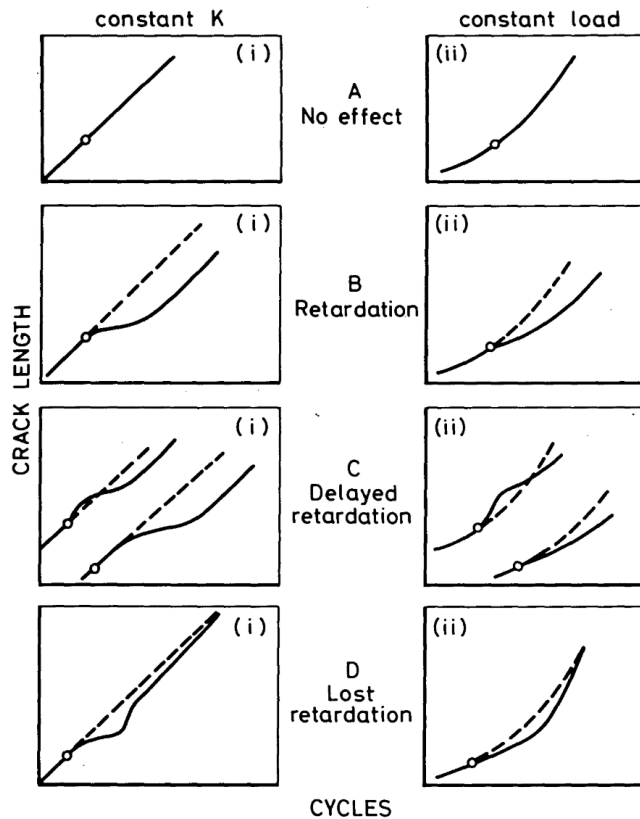 constant K
constant load
(i)
A
No effect
(ii)
(i)
B
Retardation
(ii)
CRACK LENGTH
(i)
C
Delayed
retardation
(ii)
(i)
D
Lost
retardation
(ii)
CYCLES